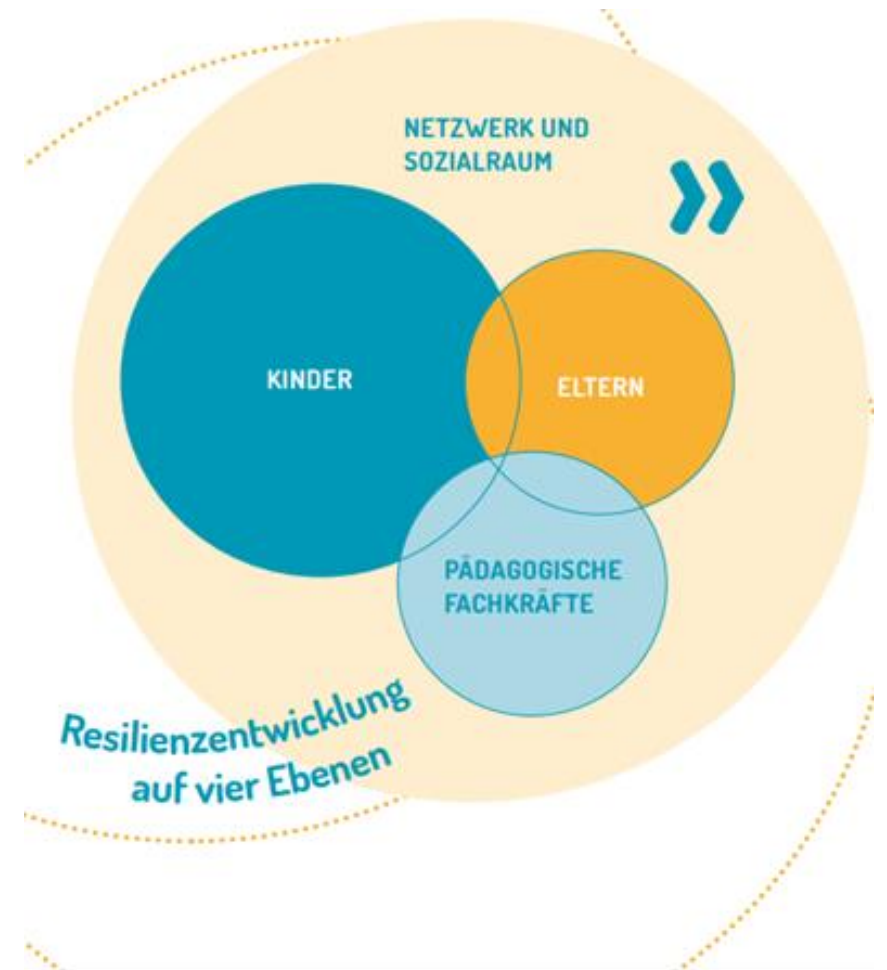 NETZWERK UND
SOZIALRAUM
KINDER
ELTERN
PÄDAGOGISCHE
FACHKRÄFTE
Resilienzentwicklung
auf vier Ebenen